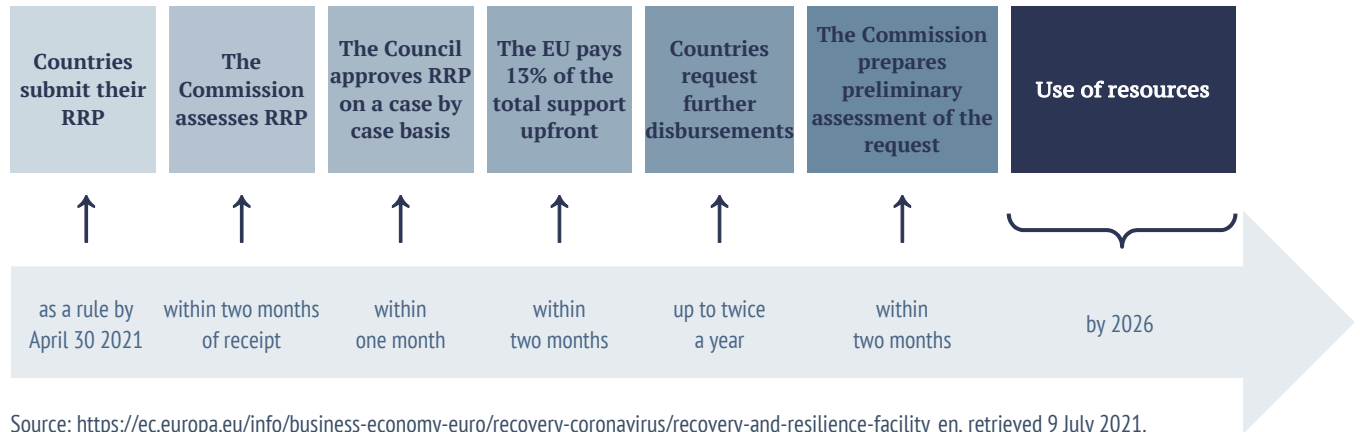 Countries
submit their
RRP
The
Commission
assesses RRP
The Council
approves RRP
on a case by
case basis
The EU pays
13% of the
total support
upfront
Countries
request
further
disbursements
The Commission
prepares
preliminary
assessment of the
request
Use of resources
as a rule by
April 30 2021
within two months
of receipt
within
one month
within
two months
up to twice
a year
within
two months
by 2026
Source: https://ec.europa.eu/info/business-economy-euro/recovery-coronavirus/recovery-and-resilience-facility_en, retrieved 9 July 2021.